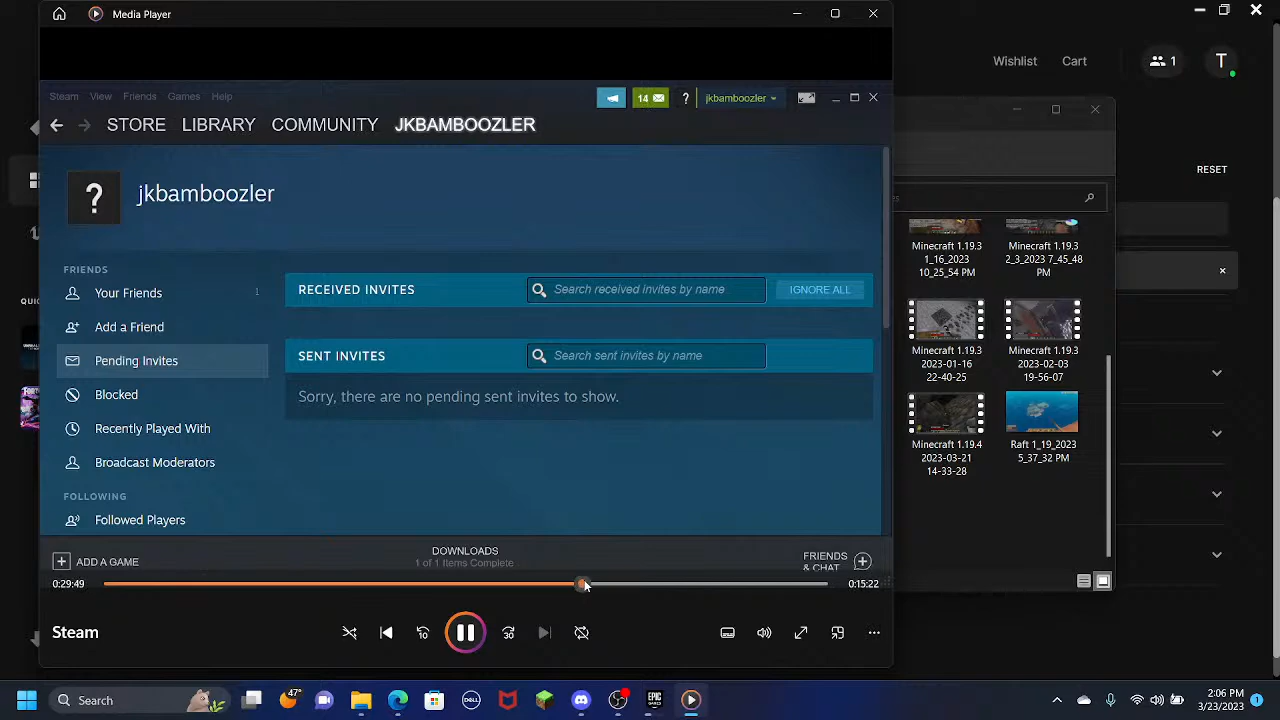 Media Player
Wishlist Cart 1 T
Steam View Friends Games Help
14 ? jkbamboozler
STORE LIBRARY COMMUNITY JKBAMBOOZLER
? jkbamboozler
RESET
FRIENDS
Your Friends 1
Add a Friend
Pending Invites
Blocked
Recently Played With
Broadcast Moderators
FOLLOWING
Followed Players
RECEIVED INVITES Search received invites by name IGNORE ALL
SENT INVITES Search sent invites by name
Sorry, there are no pending sent invites to show.
Minecraft 1.19.3
1_16_2023
10_25_54 PM
Minecraft 1.19.3
2_3_2023 7_45_48
PM
Minecraft 1.19.3
2023-01-16
22-40-25
Minecraft 1.19.3
2023-02-03
19-56-07
Minecraft 1.19.4
2023-03-21
14-33-28
Raft 1_19_2023
5_37_32 PM
QUIC
ADD A GAME
DOWNLOADS
1 of 1 Items Complete
FRIENDS
& CHAT
0:29:49 0:15:22
Steam
10 30
Search
47°
DELL
EPIC
GAMES
2:06 PM
3/23/2023
1